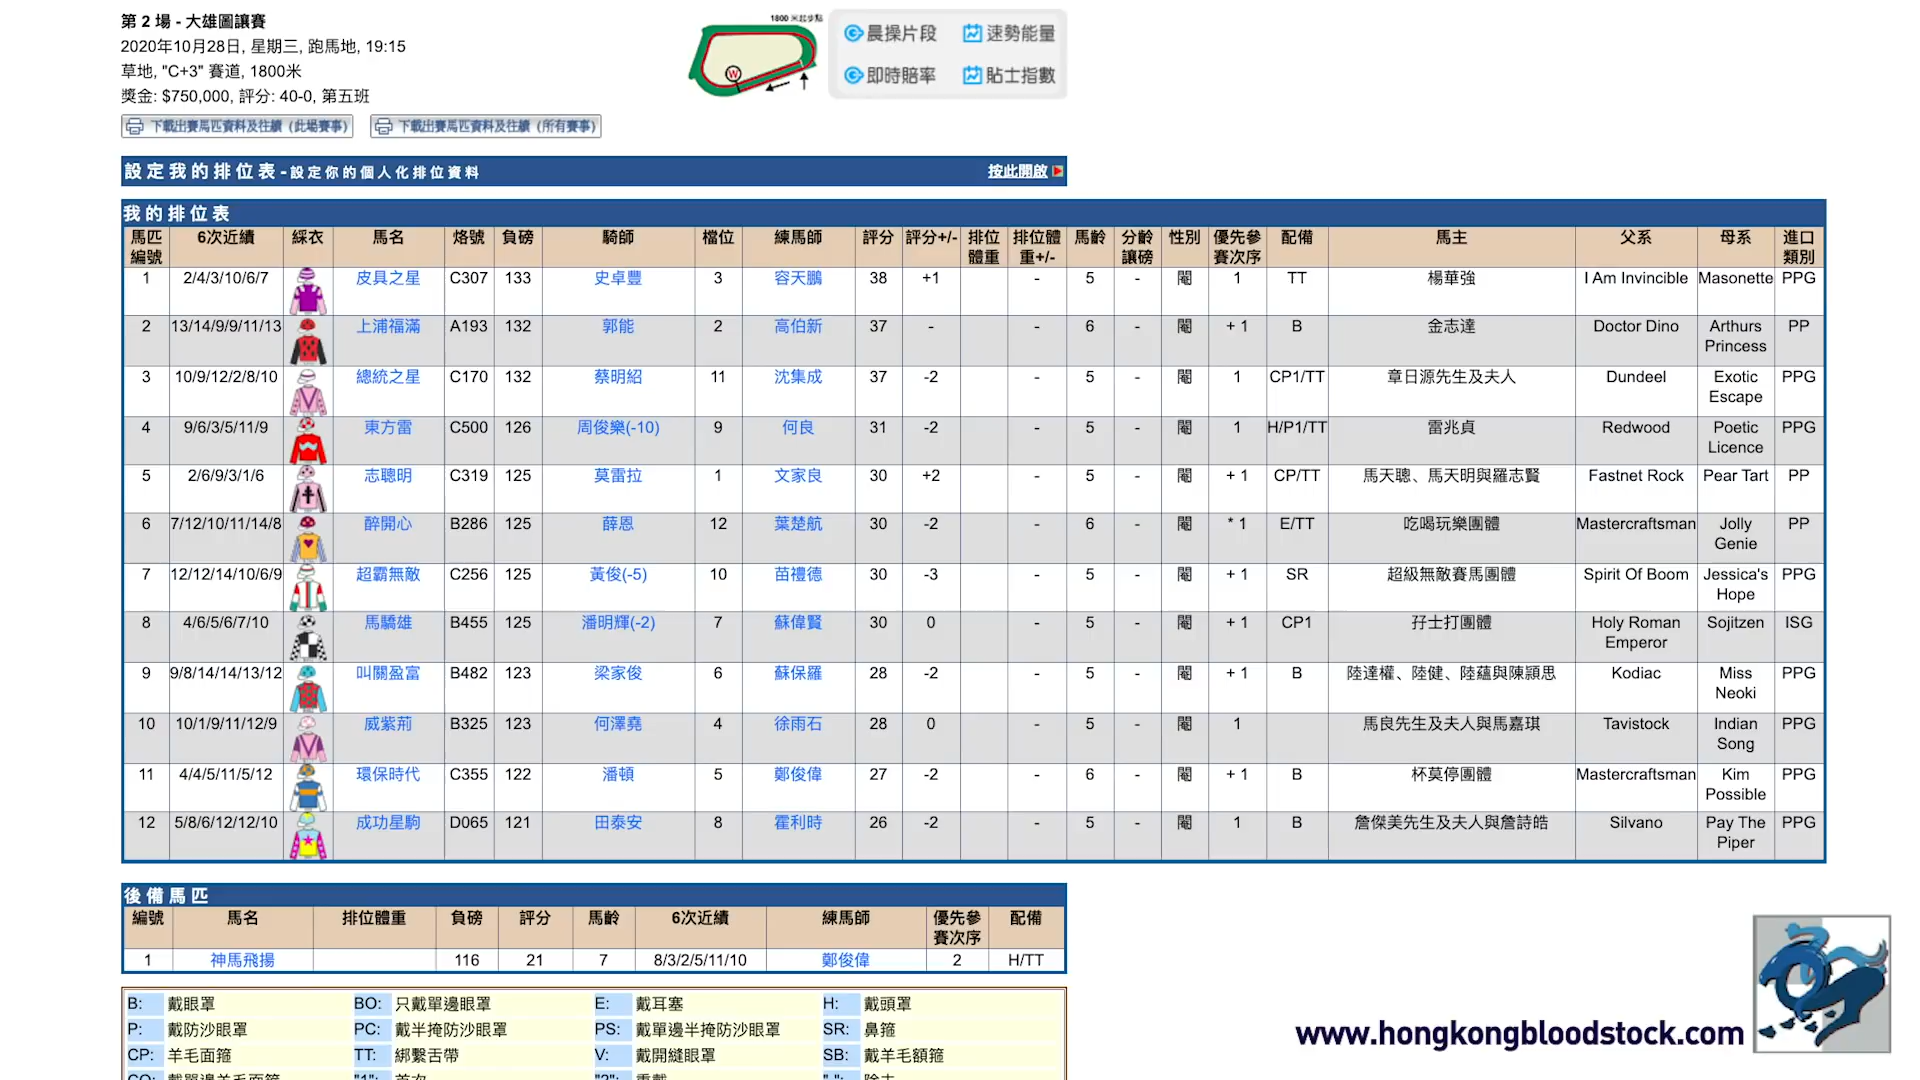 第 2 場 - 大雄圖讓賽
2020年10月28日, 星期三, 跑馬地, 19:15
草地, "C+3" 賽道, 1800米
獎金: $750,000, 評分: 40-0, 第五班
下載出賽馬匹資料及往績 (此場賽事) 下載出賽馬匹資料及往績 (所有賽事)
1800 米起步點
W
晨操片段 速勢能量
即時賠率 貼士指數
設定我的排位表-設定你的個人化排位資料 按此開啟
我的排位表
馬匹編號 6次近績 綵衣 馬名 烙號 負磅 騎師 檔位 練馬師 評分 評分+/- 排位體重 排位體重+/- 馬齡 分齡讓磅 性別 優先參賽次序 配備 馬主 父系 母系 進口類別
1 2/4/3/10/6/7 皮具之星 C307 133 史卓豐 3 容天鵬 38 +1 - 5 - 閹 1 TT 楊華強 I Am Invincible Masonette PPG
2 13/14/9/9/11/13 上浦福滿 A193 132 郭能 2 高伯新 37 - - 6 - 閹 + 1 B 金志達 Doctor Dino Arthurs Princess PP
3 10/9/12/2/8/10 總統之星 C170 132 蔡明紹 11 沈集成 37 -2 - 5 - 閹 1 CP1/TT 章日源先生及夫人 Dundeel Exotic Escape PPG
4 9/6/3/5/11/9 東方雷 C500 126 周俊樂(-10) 9 何良 31 -2 - 5 - 閹 1 H/P1/TT 雷兆貞 Redwood Poetic Licence PPG
5 2/6/9/3/1/6 志聰明 C319 125 莫雷拉 1 文家良 30 +2 - 5 - 閹 + 1 CP/TT 馬天聰、馬天明與羅志賢 Fastnet Rock Pear Tart PP
6 7/12/10/11/14/8 醉開心 B286 125 薛恩 12 葉楚航 30 -2 - 6 - 閹 * 1 E/TT 吃喝玩樂團體 Mastercraftsman Jolly Genie PP
7 12/12/14/10/6/9 超霸無敵 C256 125 黃俊(-5) 10 苗禮德 30 -3 - 5 - 閹 + 1 SR 超級無敵賽馬團體 Spirit Of Boom Jessica's Hope PPG
8 4/6/5/6/7/10 馬驕雄 B455 125 潘明輝(-2) 7 蘇偉賢 30 0 - 5 - 閹 + 1 CP1 孖士打團體 Holy Roman Emperor Sojitzen ISG
9 9/8/14/14/13/12 叫關盈富 B482 123 梁家俊 6 蘇保羅 28 -2 - 5 - 閹 + 1 B 陸達權、陸健、陸蘊與陳頴思 Kodiac Miss Neoki PPG
10 10/1/9/11/12/9 威紫荊 B325 123 何澤堯 4 徐雨石 28 0 - 5 - 閹 1 馬良先生及夫人與馬嘉琪 Tavistock Indian Song PPG
11 4/4/5/11/5/12 環保時代 C355 122 潘頓 5 鄭俊偉 27 -2 - 6 - 閹 + 1 B 杯莫停團體 Mastercraftsman Kim Possible PPG
12 5/8/6/12/12/10 成功星駒 D065 121 田泰安 8 霍利時 26 -2 - 5 - 閹 1 B 詹傑美先生及夫人與詹詩皓 Silvano Pay The Piper PPG
後備馬匹
編號 馬名 排位體重 負磅 評分 馬齡 6次近績 練馬師 優先參賽次序 配備
1 神馬飛揚 116 21 7 8/3/2/5/11/10 鄭俊偉 2 H/TT
B: 戴眼罩 BO: 只戴單邊眼罩 E: 戴耳塞 H: 戴頭罩
P: 戴防沙眼罩 PC: 戴半掩防沙眼罩 PS: 戴單邊半掩防沙眼罩 SR: 鼻箍
CP: 羊毛面箍 TT: 綁繫舌帶 V: 戴開縫眼罩 SB: 戴羊毛額箍
www.hongkongbloodstock.com